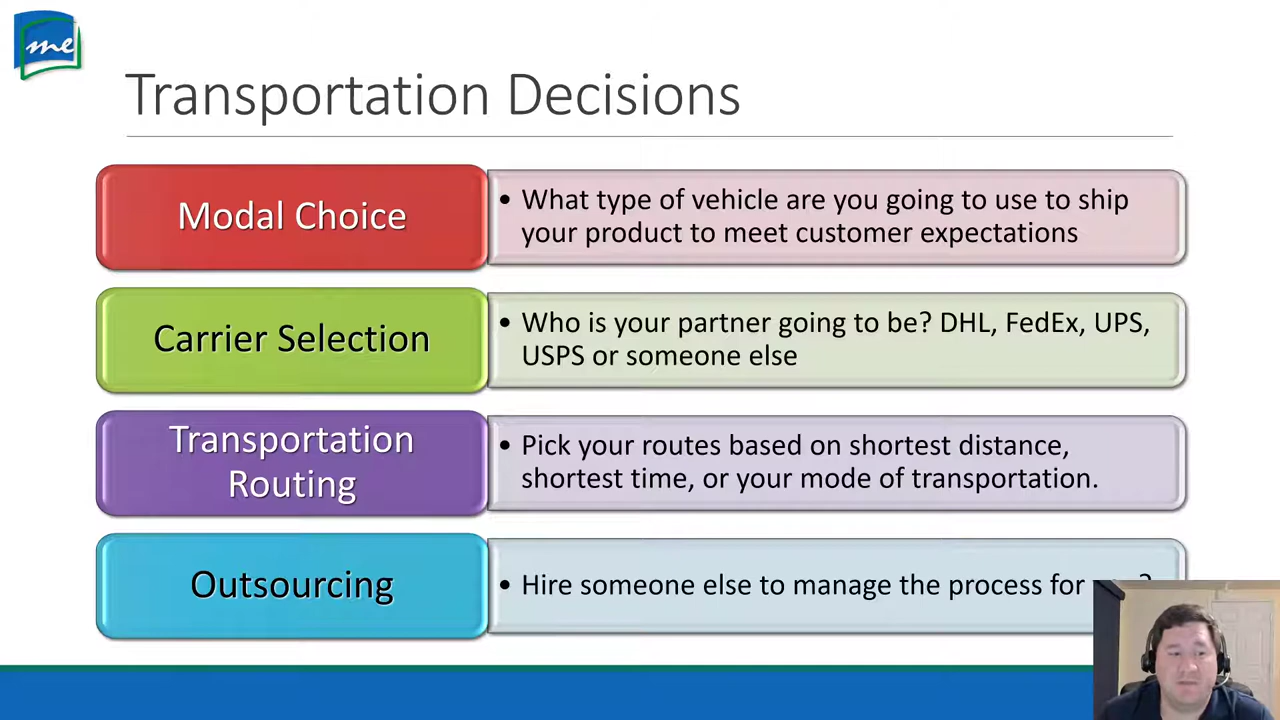 me
Transportation Decisions
Modal Choice
• What type of vehicle are you going to use to ship
your product to meet customer expectations
Carrier Selection
• Who is your partner going to be? DHL, FedEx, UPS,
USPS or someone else
Transportation
Routing
• Pick your routes based on shortest distance,
shortest time, or your mode of transportation.
Outsourcing
• Hire someone else to manage the process for